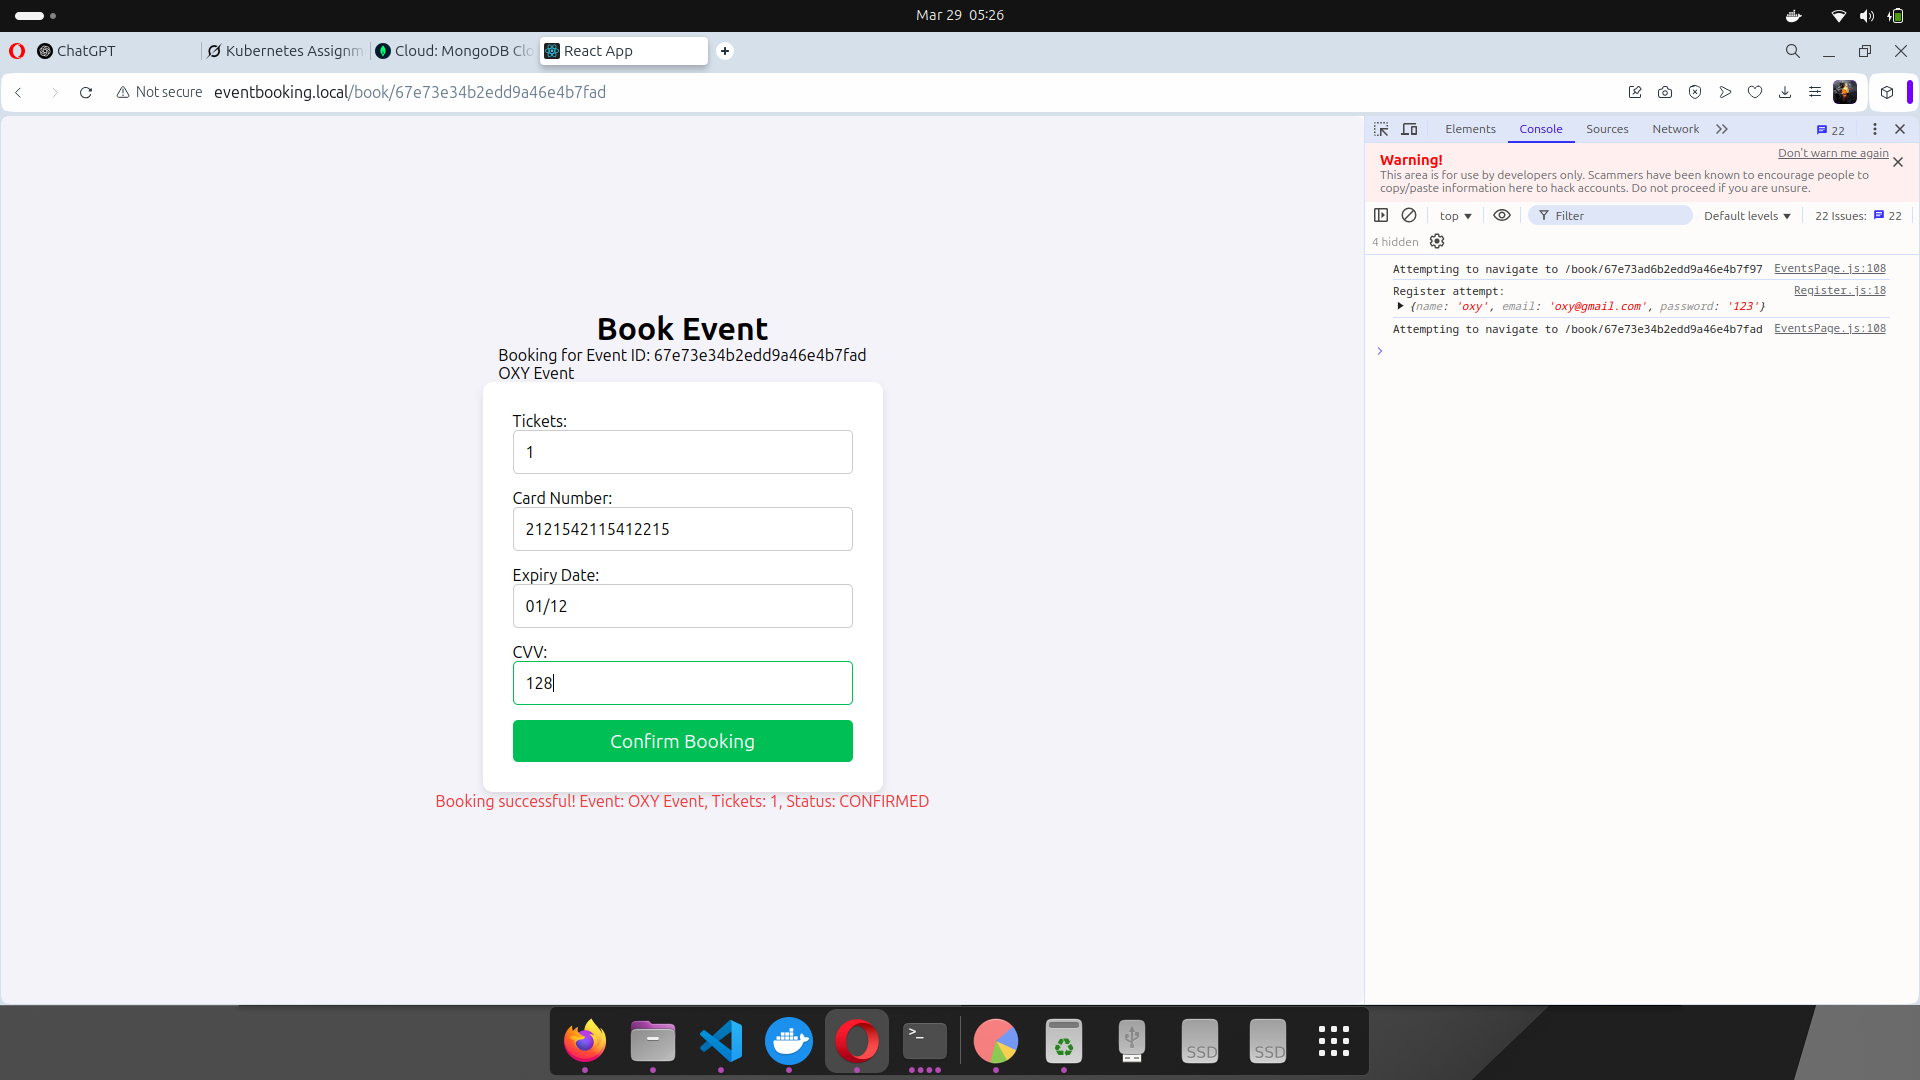 Mar 29 05:26
ChatGPT
Kubernetes Assignm
Cloud: MongoDB Clo
React App
Not secure
eventbooking.local/book/67e73e34b2edd9a46e4b7fad
Book Event
Booking for Event ID: 67e73e34b2edd9a46e4b7fad
OXY Event
Tickets:
1
Card Number:
2121542115412215
Expiry Date:
01/12
CVV:
128
Confirm Booking
Booking successful! Event: OXY Event, Tickets: 1, Status: CONFIRMED
Elements
Console
Sources
Network
22
Warning!
Don't warn me again
This area is for use by developers only. Scammers have been known to encourage people to
copy/paste information here to hack accounts. Do not proceed if you are unsure.
top
Filter
Default levels
22 Issues:
22
4 hidden
Attempting to navigate to /book/67e73ad6b2edd9a46e4b7f97 EventsPage.js:108
Register attempt: Register.js:18
{name: 'oxy', email: 'oxy@gmail.com', password: '123'}
Attempting to navigate to /book/67e73e34b2edd9a46e4b7fad EventsPage.js:108
>
>_
SSD
SSD